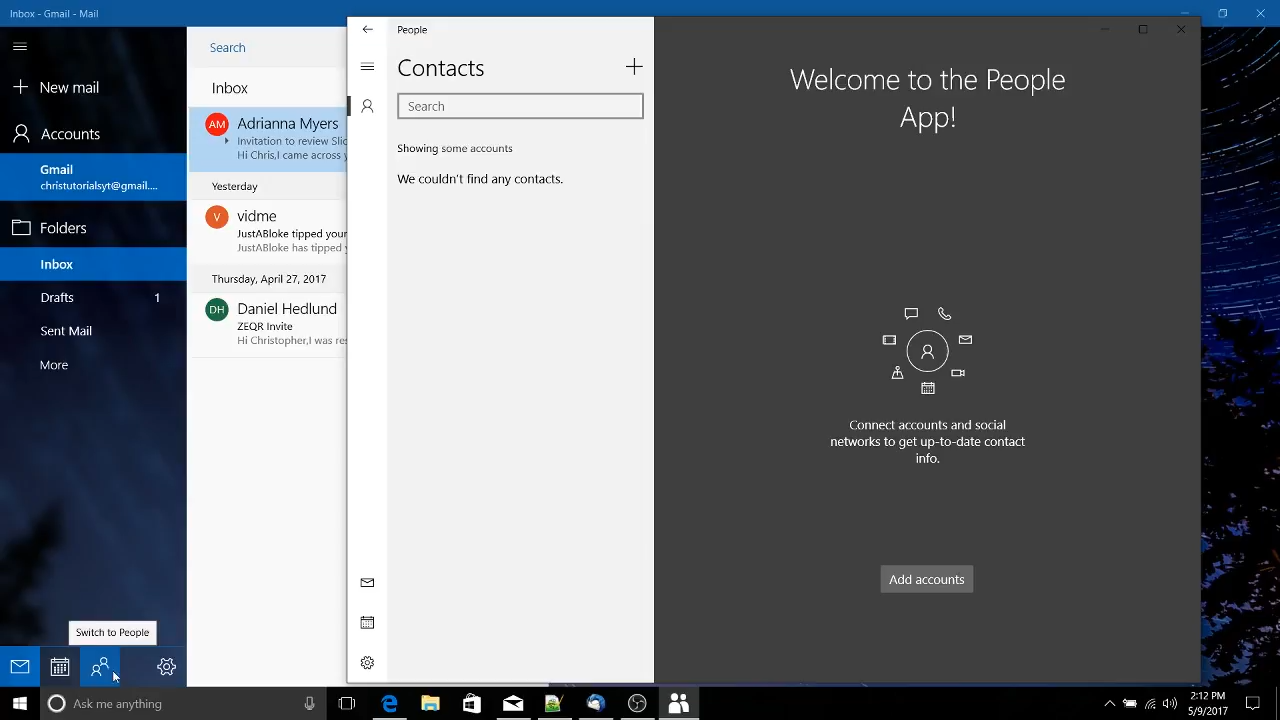 Inbox - Gmail - Mail
New mail
Accounts
Gmail
christutorialsyt@gmail....
Folders
Inbox
Drafts 1
Sent Mail
More
Switch to People
Search
Inbox
AM
Adrianna Myers
Invitation to review Slic
Hi Chris,I came across y
Yesterday
V
vidme
JustABloke tipped your
JustABloke has tipped y
Thursday, April 27, 2017
DH
Daniel Hedlund
ZEQR Invite
Hi Christopher,I was res
People
Contacts
Search
Showing some accounts
We couldn't find any contacts.
Welcome to the People
App!
Connect accounts and social
networks to get up-to-date contact
info.
Add accounts
Ask me anything
2:12 PM
5/9/2017